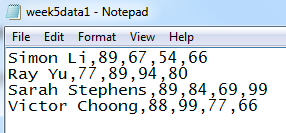 week5data1 - Notepad
File Edit Format View Help
Simon Li,89,67,54,66
Ray Yu,77,89,94,80
Sarah Stephens,89,84,69,99
Victor Choong,88,99,77,66